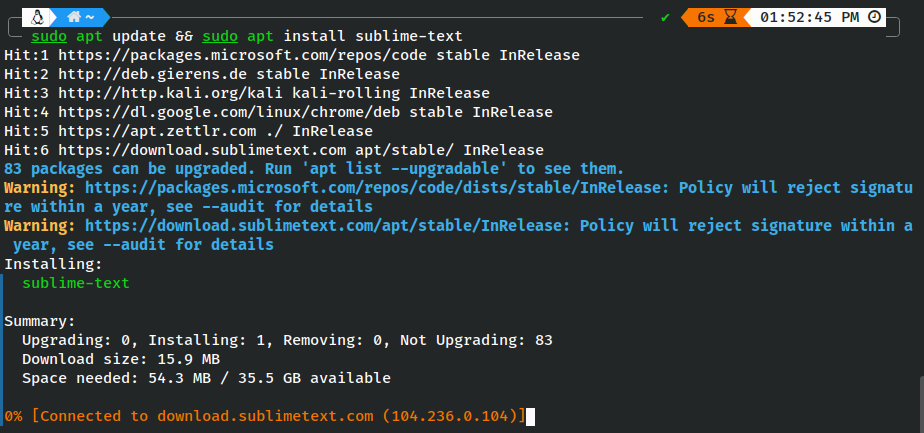 ~ ✔ 6s 01:52:45 PM
sudo apt update && sudo apt install sublime-text
Hit:1 https://packages.microsoft.com/repos/code stable InRelease
Hit:2 http://deb.gierens.de stable InRelease
Hit:3 http://http.kali.org/kali kali-rolling InRelease
Hit:4 https://dl.google.com/linux/chrome/deb stable InRelease
Hit:5 https://apt.zettlr.com ./ InRelease
Hit:6 https://download.sublimetext.com apt/stable/ InRelease
83 packages can be upgraded. Run 'apt list --upgradable' to see them.
Warning: https://packages.microsoft.com/repos/code/dists/stable/InRelease: Policy will reject signatu
re within a year, see --audit for details
Warning: https://download.sublimetext.com/apt/stable/InRelease: Policy will reject signature within a
 year, see --audit for details
Installing:
  sublime-text

Summary:
  Upgrading: 0, Installing: 1, Removing: 0, Not Upgrading: 83
  Download size: 15.9 MB
  Space needed: 54.3 MB / 35.5 GB available

0% [Connected to download.sublimetext.com (104.236.0.104)]